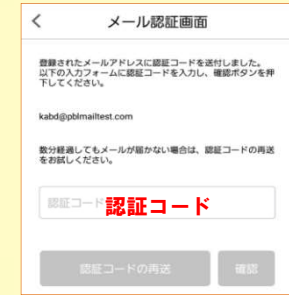 メール認証画面
登録されたメールアドレスに認証コードを送付しました。
以下の入力フォームに認証コードを入力し、確認ボタンを押
下してください。
kabd@pblmailtest.com
数分経過してもメールが届かない場合は、認証コードの再送
をお試しください。
認証コード
認証コード
認証コードの再送
確認